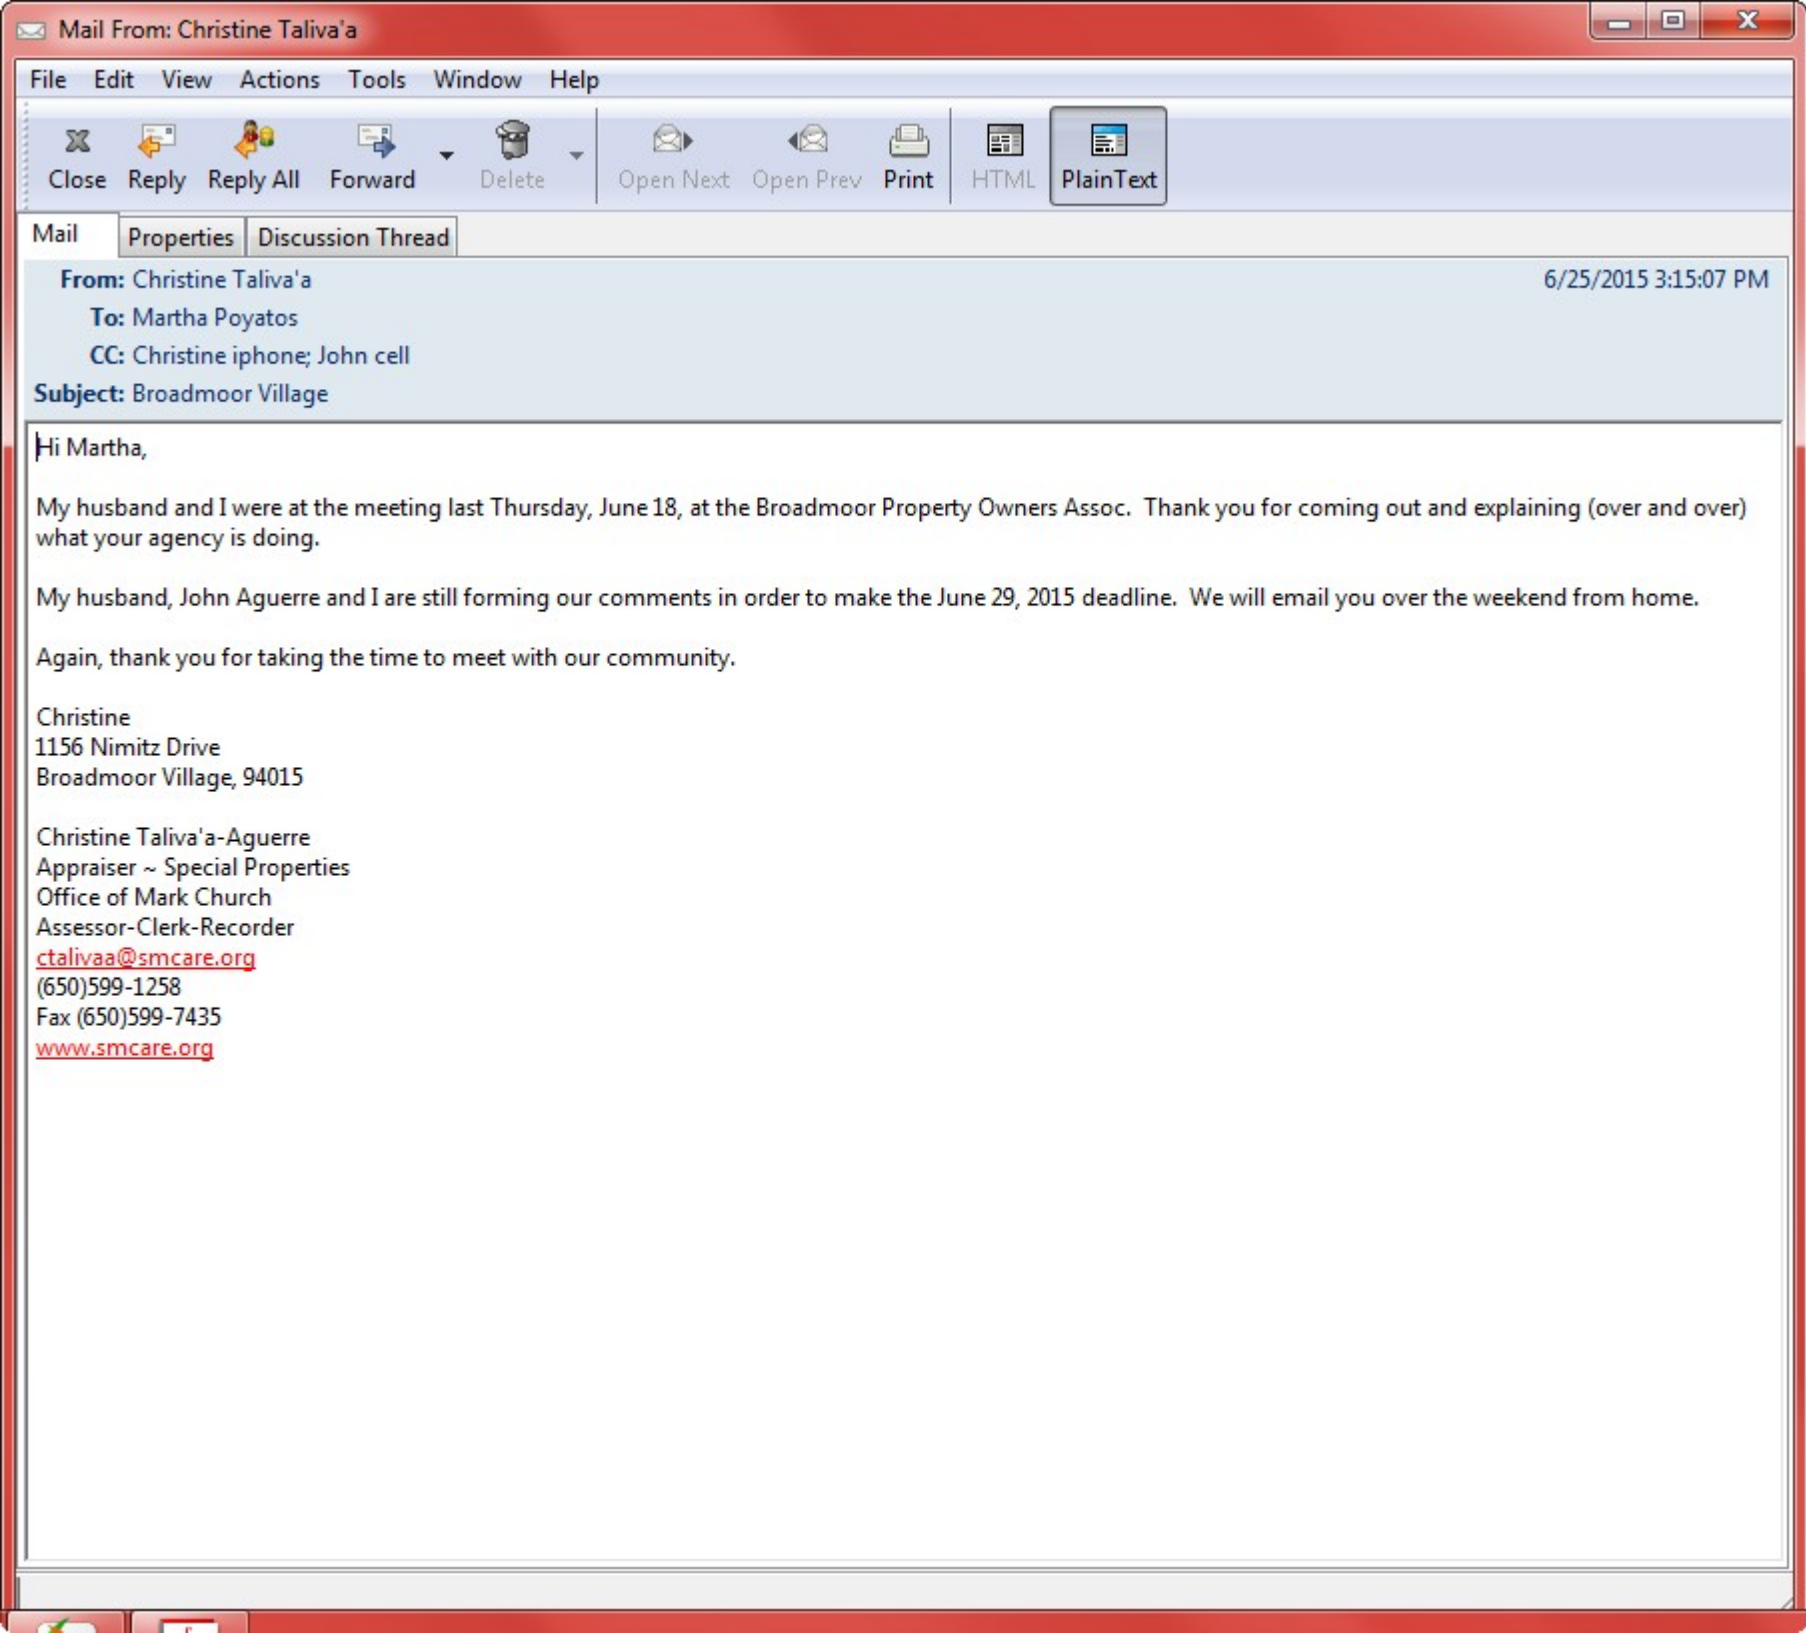 Mail From: Christine Taliva'a
File Edit View Actions Tools Window Help
Close Reply Reply All Forward Delete Open Next Open Prev Print HTML PlainText
Mail Properties Discussion Thread
From: Christine Taliva'a 6/25/2015 3:15:07 PM
To: Martha Poyatos
CC: Christine iphone; John cell
Subject: Broadmoor Village
Hi Martha,
My husband and I were at the meeting last Thursday, June 18, at the Broadmoor Property Owners Assoc.  Thank you for coming out and explaining (over and over)
what your agency is doing.
My husband, John Aguerre and I are still forming our comments in order to make the June 29, 2015 deadline.  We will email you over the weekend from home.
Again, thank you for taking the time to meet with our community.
Christine
1156 Nimitz Drive
Broadmoor Village, 94015
Christine Taliva'a-Aguerre
Appraiser ~ Special Properties
Office of Mark Church
Assessor-Clerk-Recorder
ctalivaa@smcare.org
(650)599-1258
Fax (650)599-7435
www.smcare.org